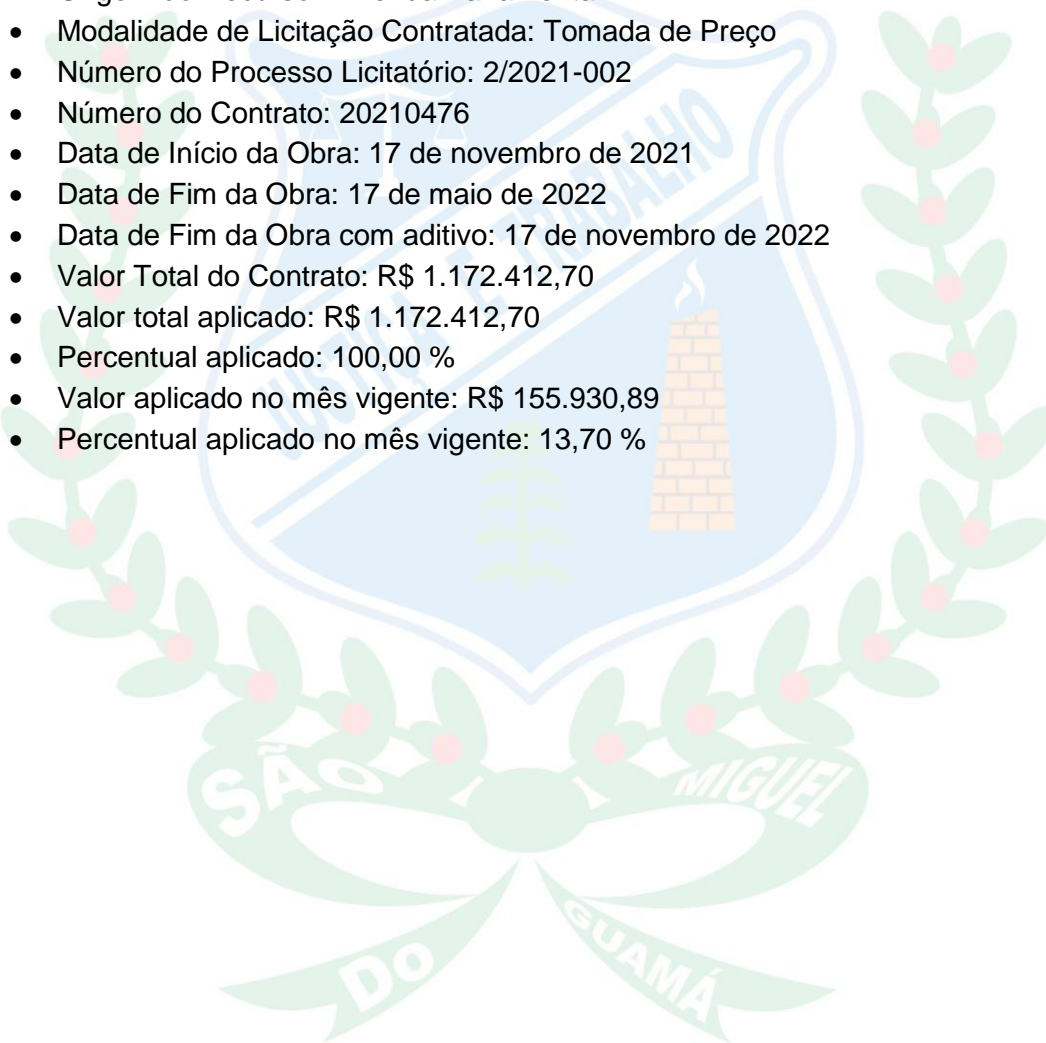 • Modalidade de Licitação Contratada: Tomada de Preço
• Número do Processo Licitatório: 2/2021-002
• Número do Contrato: 20210476
• Data de Início da Obra: 17 de novembro de 2021
• Data de Fim da Obra: 17 de maio de 2022
• Data de Fim da Obra com aditivo: 17 de novembro de 2022
• Valor Total do Contrato: R$ 1.172.412,70
• Valor total aplicado: R$ 1.172.412,70
• Percentual aplicado: 100,00 %
• Valor aplicado no mês vigente: R$ 155.930,89
• Percentual aplicado no mês vigente: 13,70 %
JUSTIÇA E TRABALHO
SÃO MIGUEL
DO GUAMÁ